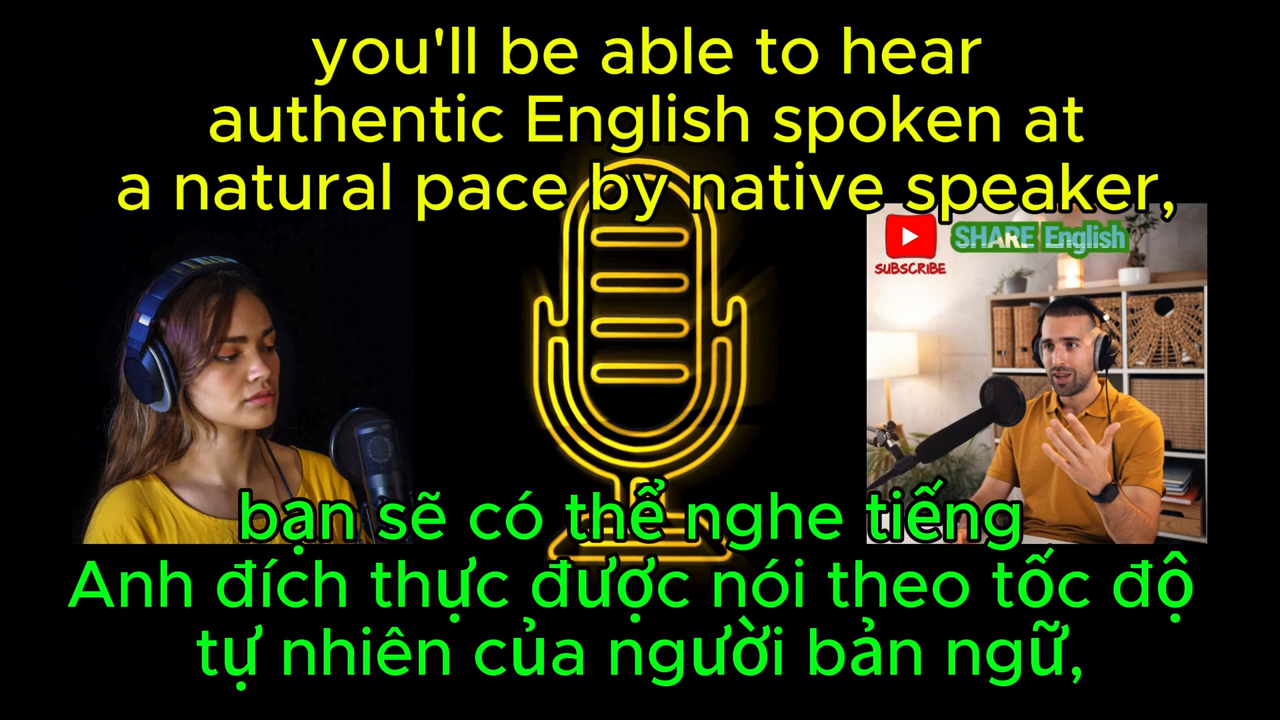 you'll be able to hear
authentic English spoken at
a natural pace by native speaker,
SHARE English
SUBSCRIBE
bạn sẽ có thể nghe tiếng
Anh đích thực được nói theo tốc độ
tự nhiên của người bản ngữ,